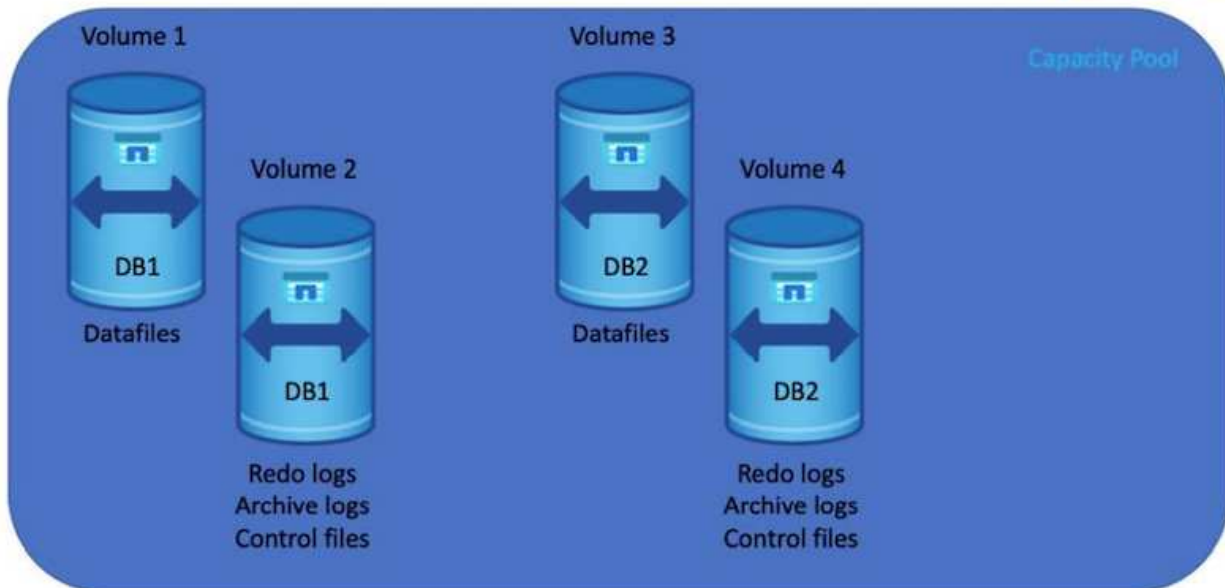 Volume 1
Volume 3
Capacity Pool
Volume 2
Volume 4
DB1
DB2
Datafiles
Datafiles
DB1
DB2
Redo logs
Archive logs
Control files
Redo logs
Archive logs
Control files